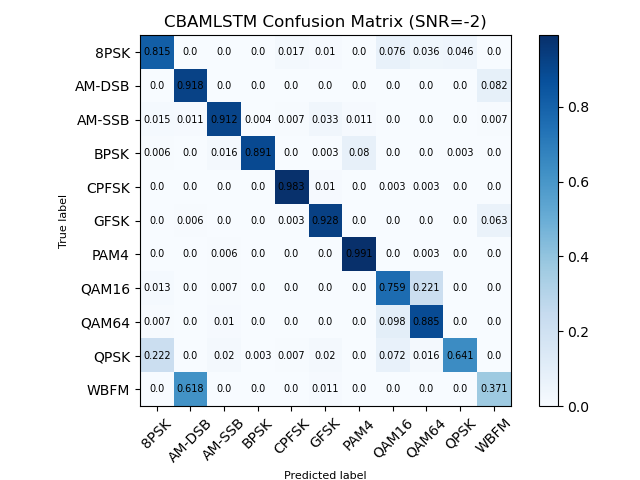 CBAMLSTM Confusion Matrix (SNR=-2)
8PSK 0.815 0.0 0.0 0.0 0.017 0.01 0.0 0.076 0.036 0.046 0.0
AM-DSB 0.0 0.918 0.0 0.0 0.0 0.0 0.0 0.0 0.0 0.0 0.082
AM-SSB 0.015 0.011 0.912 0.004 0.007 0.033 0.011 0.0 0.0 0.0 0.007
BPSK 0.006 0.0 0.016 0.891 0.0 0.003 0.08 0.0 0.0 0.003 0.0
CPFSK 0.0 0.0 0.0 0.0 0.983 0.01 0.0 0.003 0.003 0.0 0.0
GFSK 0.0 0.006 0.0 0.0 0.003 0.928 0.0 0.0 0.0 0.0 0.063
PAM4 0.0 0.0 0.006 0.0 0.0 0.0 0.991 0.0 0.003 0.0 0.0
QAM16 0.013 0.0 0.007 0.0 0.0 0.0 0.0 0.759 0.221 0.0 0.0
QAM64 0.007 0.0 0.01 0.0 0.0 0.0 0.0 0.098 0.885 0.0 0.0
QPSK 0.222 0.0 0.02 0.003 0.007 0.02 0.0 0.072 0.016 0.641 0.0
WBFM 0.0 0.618 0.0 0.0 0.0 0.011 0.0 0.0 0.0 0.0 0.371
8PSK AM-DSB AM-SSB BPSK CPFSK GFSK PAM4 QAM16 QAM64 QPSK WBFM
Predicted label
True label
0.8
0.6
0.4
0.2
0.0